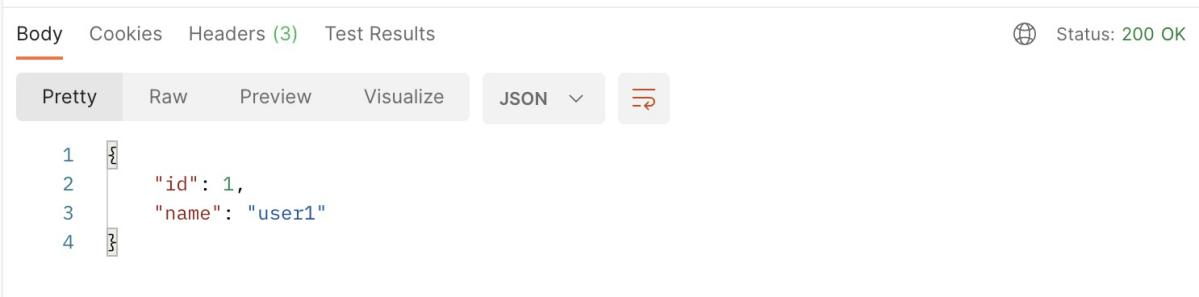 Body Cookies Headers (3) Test Results Status: 200 OK
Pretty Raw Preview Visualize JSON
1 {
2 "id": 1,
3 "name": "user1"
4 }